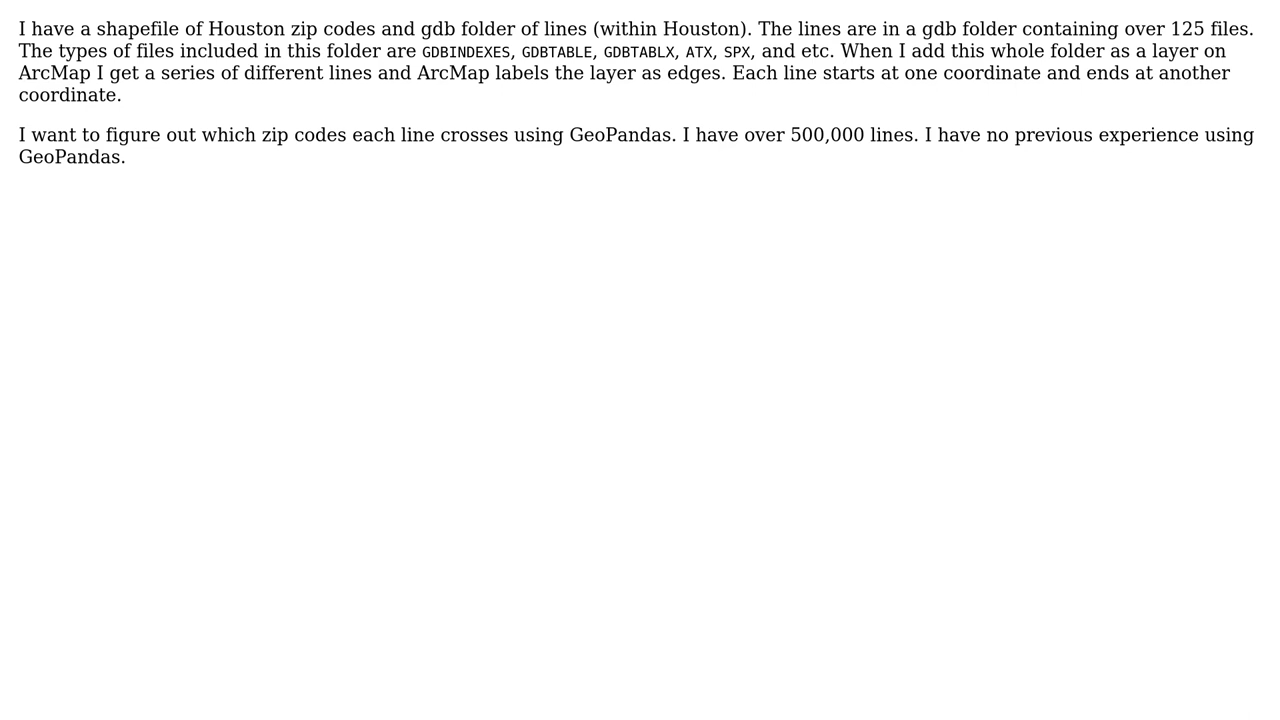 I have a shapefile of Houston zip codes and gdb folder of lines (within Houston). The lines are in a gdb folder containing over 125 files.
The types of files included in this folder are GDBINDEXES, GDBTABLE, GDBTABLX, ATX, SPX, and etc. When I add this whole folder as a layer on
ArcMap I get a series of different lines and ArcMap labels the layer as edges. Each line starts at one coordinate and ends at another
coordinate.
I want to figure out which zip codes each line crosses using GeoPandas. I have over 500,000 lines. I have no previous experience using
GeoPandas.